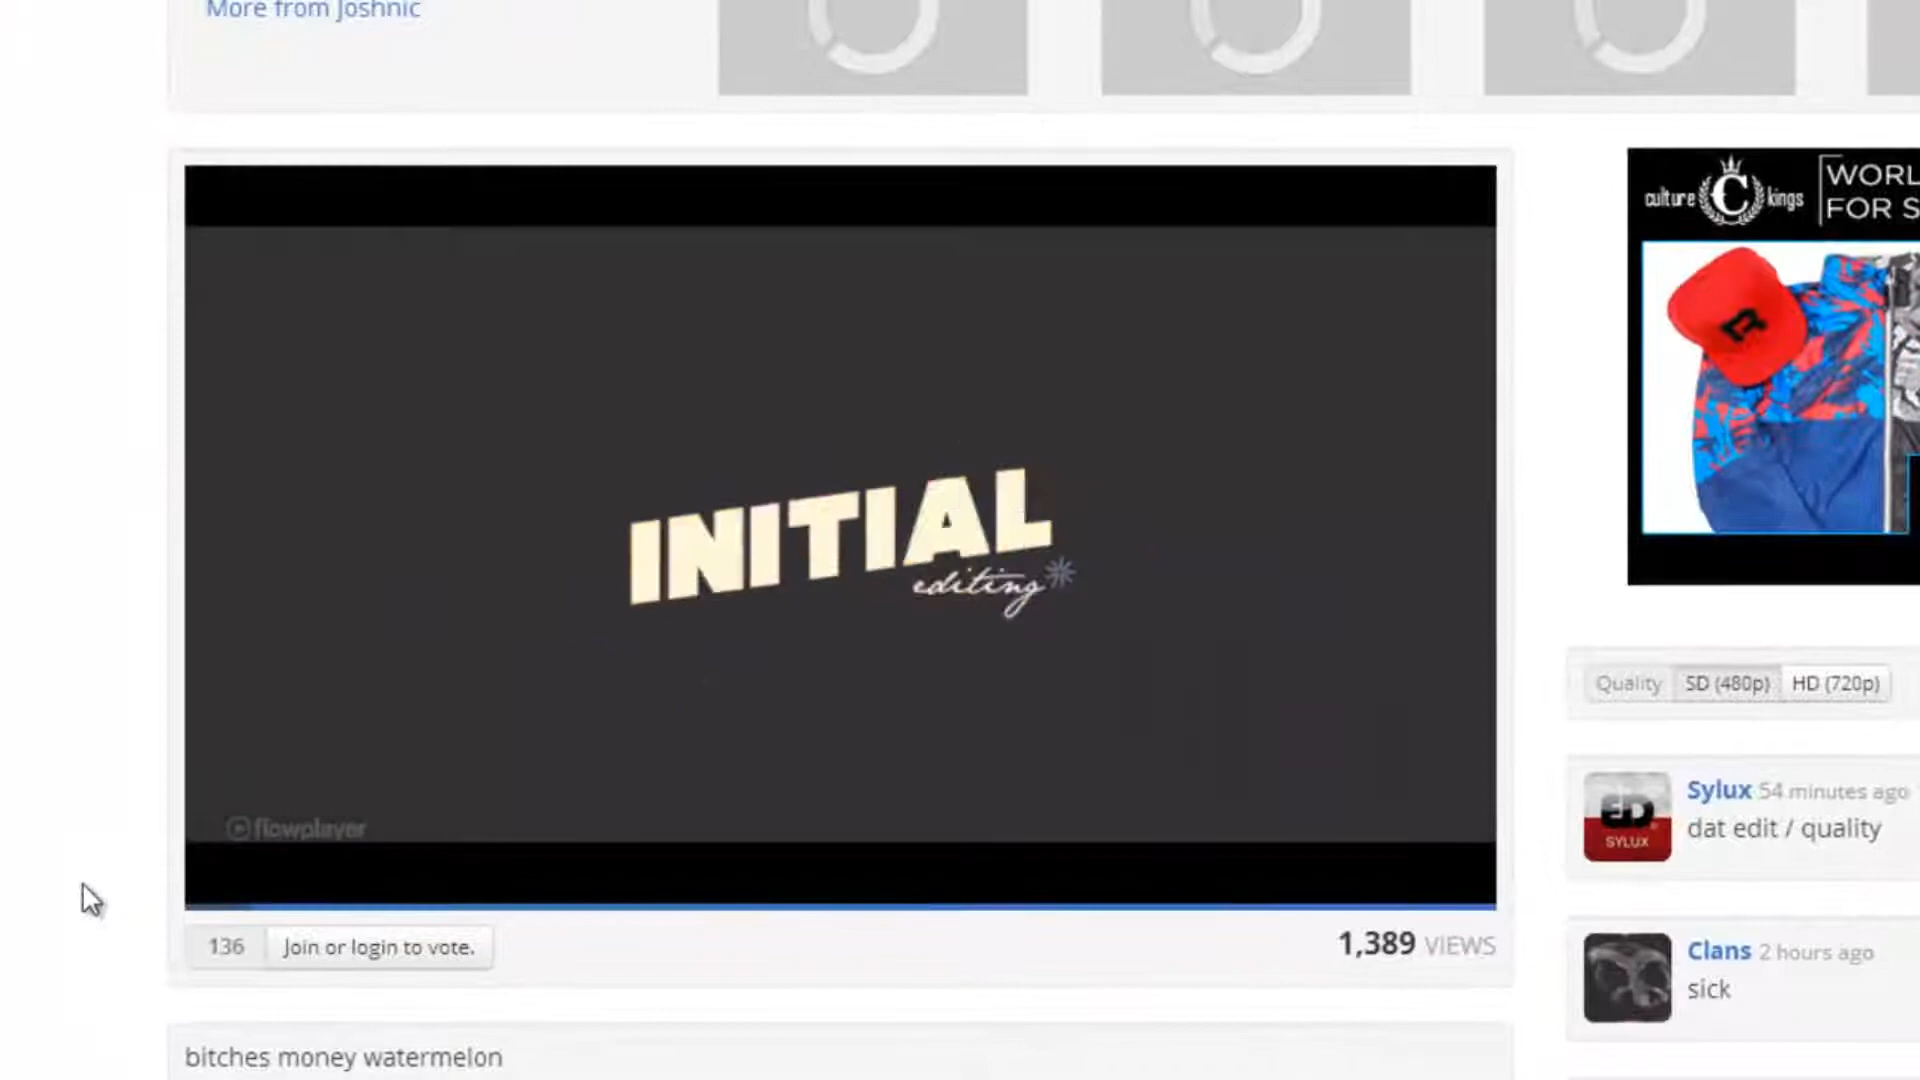 More from Joshnic
culture C kings
WORL
FOR S
R
INITIAL
editing
flowplayer
136
Join or login to vote.
1,389 VIEWS
bitches money watermelon
Quality SD (480p) HD (720p)
Sylux 54 minutes ago
dat edit / quality
SYLUX
Clans 2 hours ago
sick